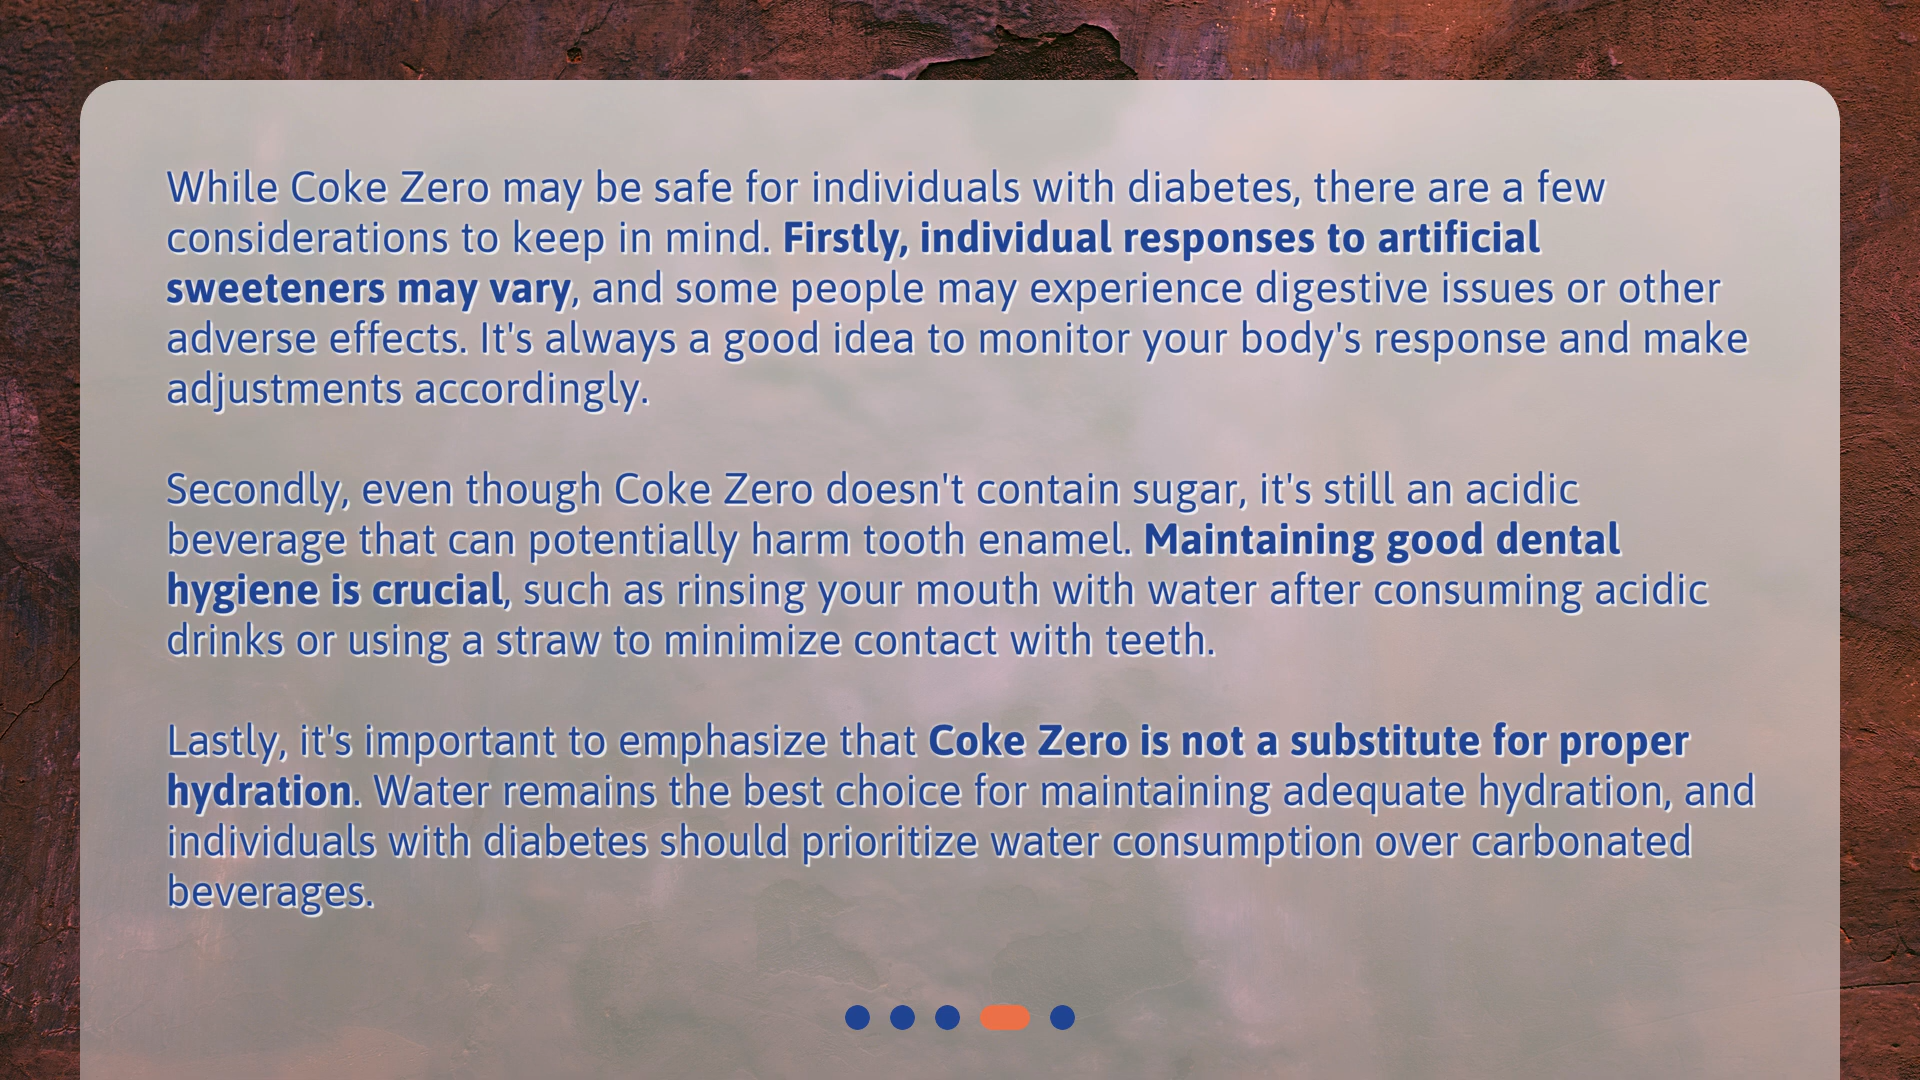 While Coke Zero may be safe for individuals with diabetes, there are a few
considerations to keep in mind. Firstly, individual responses to artificial
sweeteners may vary, and some people may experience digestive issues or other
adverse effects. It's always a good idea to monitor your body's response and make
adjustments accordingly.
Secondly, even though Coke Zero doesn't contain sugar, it's still an acidic
beverage that can potentially harm tooth enamel. Maintaining good dental
hygiene is crucial, such as rinsing your mouth with water after consuming acidic
drinks or using a straw to minimize contact with teeth.
Lastly, it's important to emphasize that Coke Zero is not a substitute for proper
hydration. Water remains the best choice for maintaining adequate hydration, and
individuals with diabetes should prioritize water consumption over carbonated
beverages.